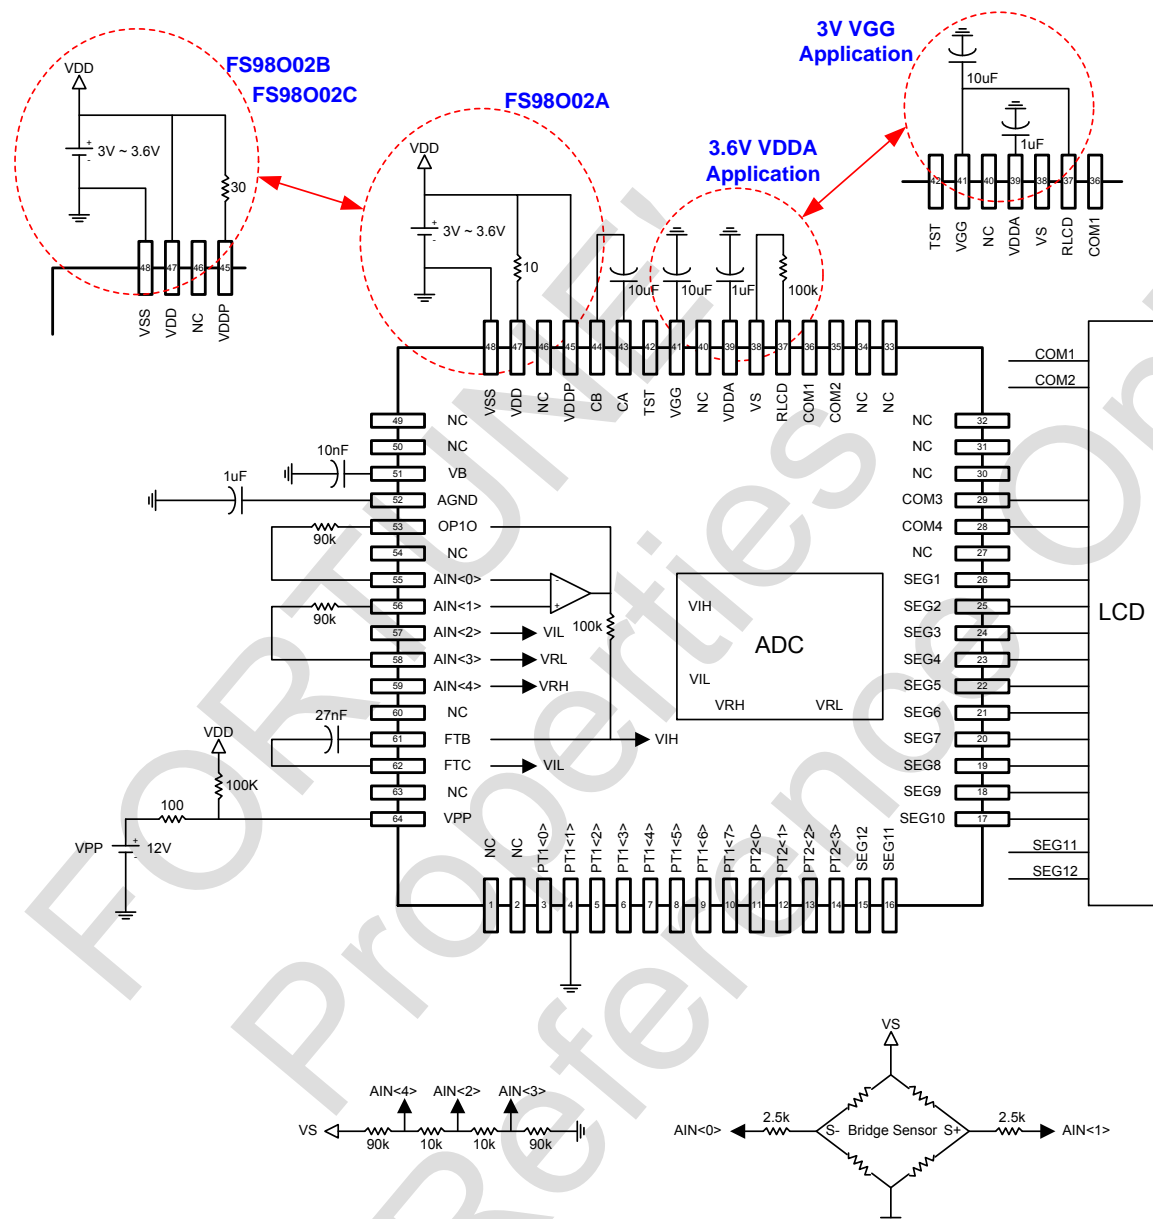 3V VGG
Application
FS98O02B
FS98O02C
VDD
3V ~ 3.6V
+
-
30
48
47
46
45
VSS
VDD
NC
VDDP
FS98O02A
VDD
3V ~ 3.6V
+
-
10
10uF
3.6V VDDA
Application
10uF
1uF
100k
10uF
1uF
42
41
40
39
38
37
36
TST
VGG
NC
VDDA
VS
RLCD
COM1
48
47
46
45
44
43
42
41
40
39
38
37
36
35
34
33
VSS
VDD
NC
VDDP
CB
CA
TST
VGG
NC
VDDA
VS
RLCD
COM1
COM2
NC
NC
COM1
COM2
49 NC
50 NC
10nF
51 VB
1uF
52 AGND
53 OP1O
90k
54 NC
55 AIN<0>
56 AIN<1>
90k
57 AIN<2> VIL
58 AIN<3> VRL
59 AIN<4> VRH
60 NC
27nF
61 FTB VIH
62 FTC VIL
63 NC
64 VPP
-
+
100k
VDD
100K
100
VPP
+
-
12V
VIH
ADC
VIL
VRH
VRL
NC 32
NC 31
NC 30
COM3 29
COM4 28
NC 27
SEG1 26
SEG2 25
SEG3 24
SEG4 23
SEG5 22
SEG6 21
SEG7 20
SEG8 19
SEG9 18
SEG10 17
SEG11
SEG12
LCD
NC
NC
PT1<0>
PT1<1>
PT1<2>
PT1<3>
PT1<4>
PT1<5>
PT1<6>
PT1<7>
PT2<0>
PT2<1>
PT2<2>
PT2<3>
SEG12
SEG11
1
2
3
4
5
6
7
8
9
10
11
12
13
14
15
16
AIN<4>
AIN<2>
AIN<3>
VS
90k
10k
10k
90k
VS
AIN<0>
2.5k
S- Bridge Sensor S+
2.5k
AIN<1>
FORTUNE'
Properties
Reference